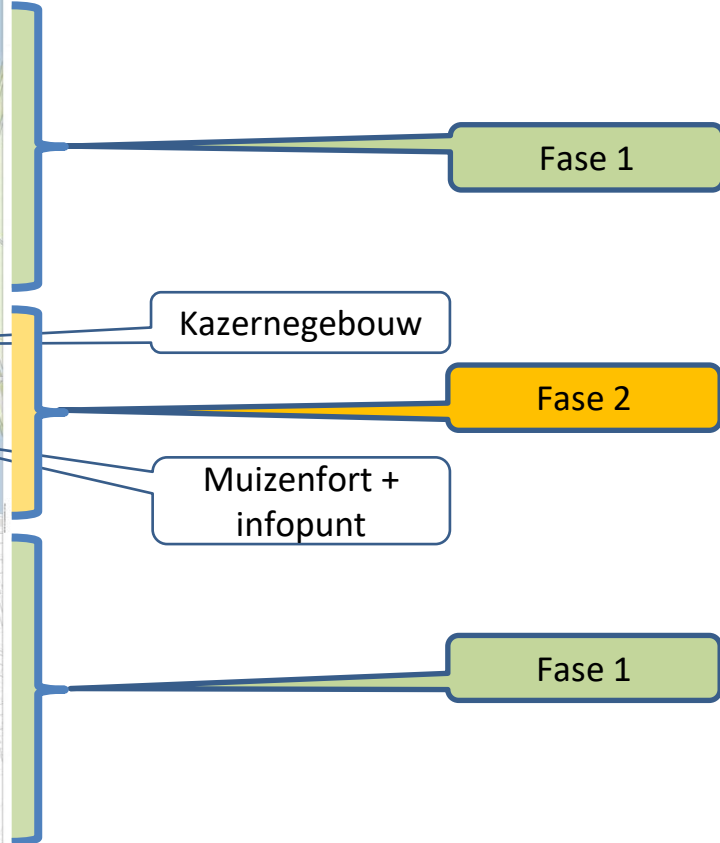 Fase 1
Kazernegebouw
Fase 2
Muizenfort +
infopunt
Fase 1